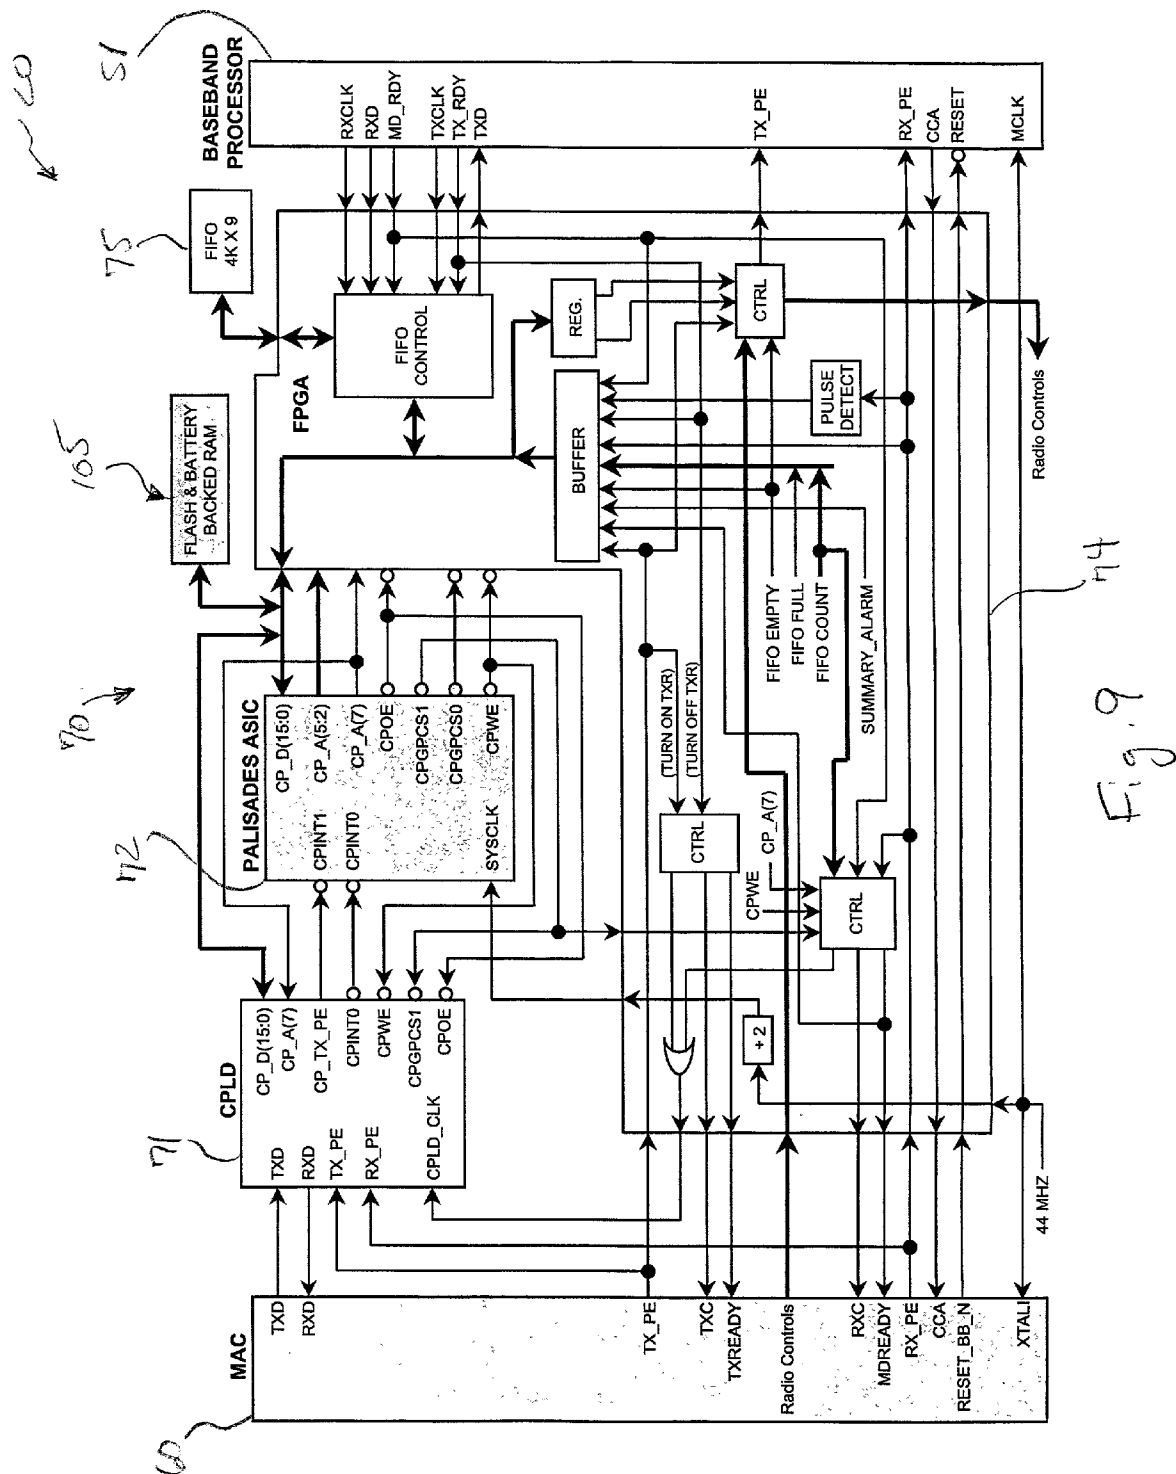 20
51
BASEBAND
PROCESSOR
RXCLK
RXD
MD_RDY
TXCLK
TX_RDY
TXD
TX_PE
RX_PE
CCA
RESET
MCLK
75
FIFO
4K X 9
FPGA
FIFO
CONTROL
REG.
CTRL
BUFFER
PULSE
DETECT
Radio Controls
105
FLASH & BATTERY
BACKED RAM
FIFO EMPTY
FIFO FULL
FIFO COUNT
SUMMARY_ALARM
74
70
72
PALISADES ASIC
CP_D(15:0)
CP_A(5:2)
CP_A(7)
CPOE
CPGPCS1
CPGPCS0
CPWE
CPINT1
CPINT0
SYSCLK
(TURN ON TXR)
(TURN OFF TXR)
CTRL
CP_A(7)
CPWE
CTRL
÷ 2
71
CPLD
CP_D(15:0)
CP_A(7)
CP_TX_PE
CPINT0
CPWE
CPGPCS1
CPOE
TXD
RXD
TX_PE
RX_PE
CPLD_CLK
44 MHZ
60
MAC
TXD
RXD
TX_PE
TXC
TXREADY
Radio Controls
RXC
MDREADY
RX_PE
CCA
RESET_BB_N
XTALI
Fig. 9